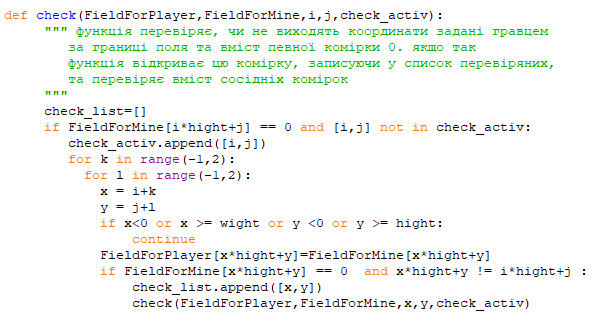 def check(FieldForPlayer,FieldForMine,i,j,check_activ):
    """ функція перевіряє, чи не виходять координати задані гравцем
       за границі поля та вміст певної комірки 0. якшо так
       функція відкриває цю комірку, записуючи у список перевіряних,
       та перевіряє вміст сосідніх комірок
    """
    check_list=[]
    if FieldForMine[i*hight+j] == 0 and [i,j] not in check_activ:
       check_activ.append([i,j])
       for k in range(-1,2):
         for l in range(-1,2):
           x = i+k
           y = j+l
           if x<0 or x >= wight or y <0 or y >= hight:
               continue
           FieldForPlayer[x*hight+y]=FieldForMine[x*hight+y]
           if FieldForMine[x*hight+y] == 0  and x*hight+y != i*hight+j :
               check_list.append([x,y])
               check(FieldForPlayer,FieldForMine,x,y,check_activ)